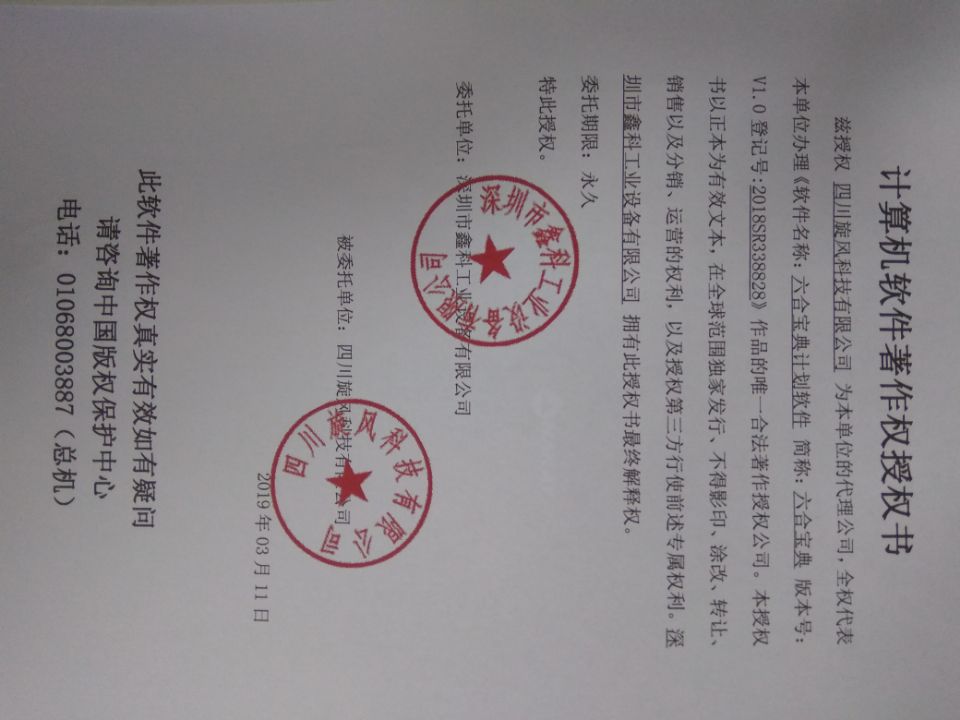 计算机软件著作权授权书
兹授权 四川旋风科技有限公司 为本单位的代理公司，全权代表
本单位办理《软件名称：六合宝典计划软件 简称：六合宝典 版本号：
V1.0 登记号:2018SR338828》作品的唯一合法著作授权公司。本授权
书以正本为有效文本，在全球范围独家发行、不得影印、涂改、转让、
销售以及分销、运营的权利，以及授权第三方行使前述专属权利。深
圳市鑫科工业设备有限公司 拥有此授权书最终解释权。
委托期限：永久
特此授权。
深圳市鑫科工业设备有限公司
委托单位：深圳市鑫科工业设备有限公司
四川旋风科技有限公司
被委托单位：四川旋风科技有限公司
2019 年 03 月 11 日
此软件著作权真实有效如有疑问
请咨询中国版权保护中心
电话：01068003887（总机）